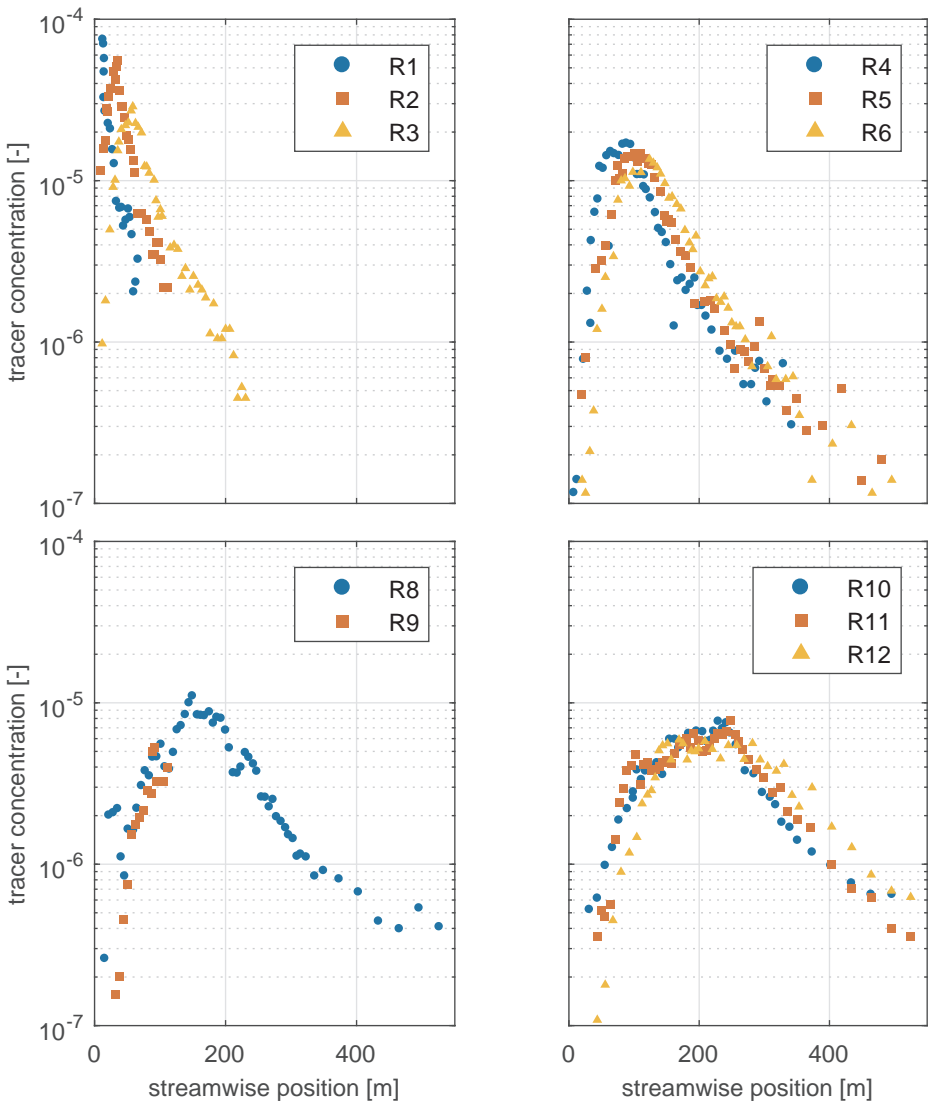 10^-4
R1
R2
R3
R4
R5
R6
tracer concentration [-]
10^-5
10^-6
10^-7
10^-4
R8
R9
R10
R11
R12
tracer concentration [-]
10^-5
10^-6
10^-7
0 200 400 0 200 400
streamwise position [m] streamwise position [m]